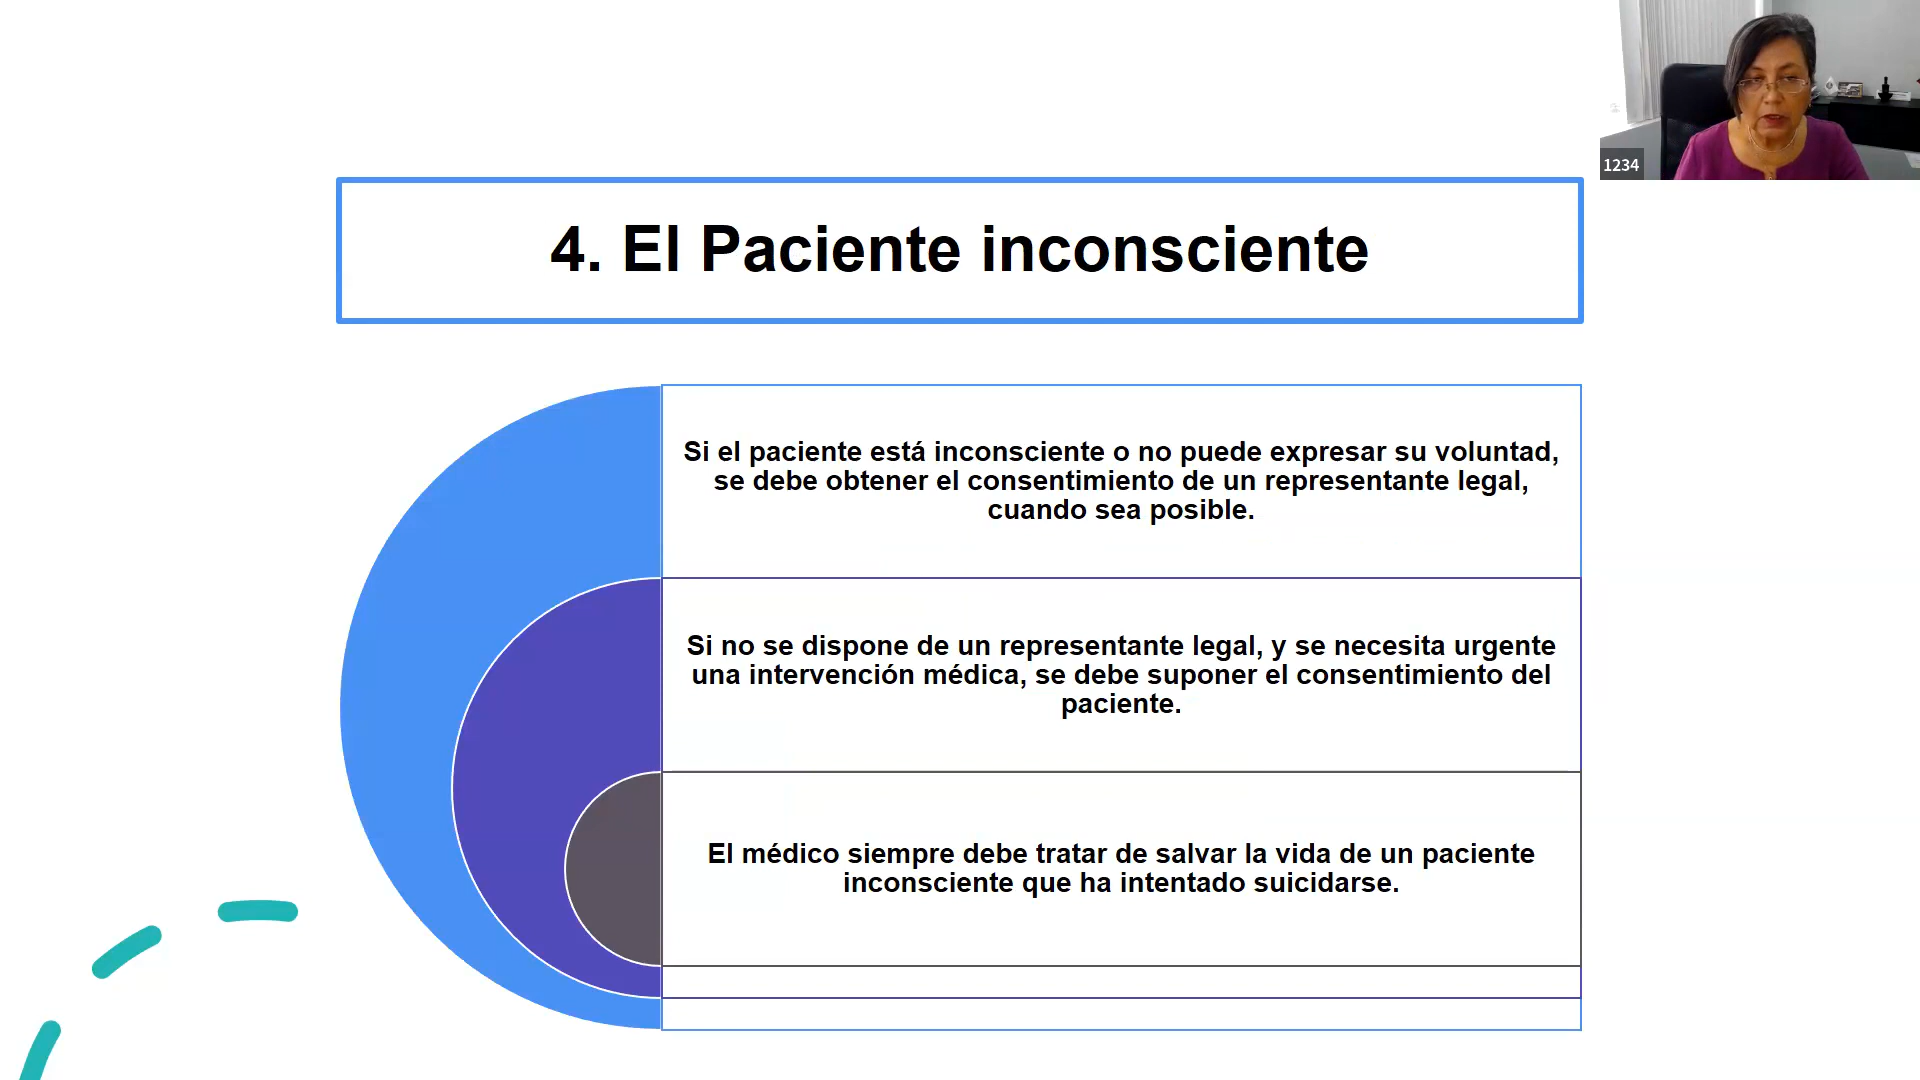 1234
4. El Paciente inconsciente
Si el paciente está inconsciente o no puede expresar su voluntad,
se debe obtener el consentimiento de un representante legal,
cuando sea posible.
Si no se dispone de un representante legal, y se necesita urgente
una intervención médica, se debe suponer el consentimiento del
paciente.
El médico siempre debe tratar de salvar la vida de un paciente
inconsciente que ha intentado suicidarse.